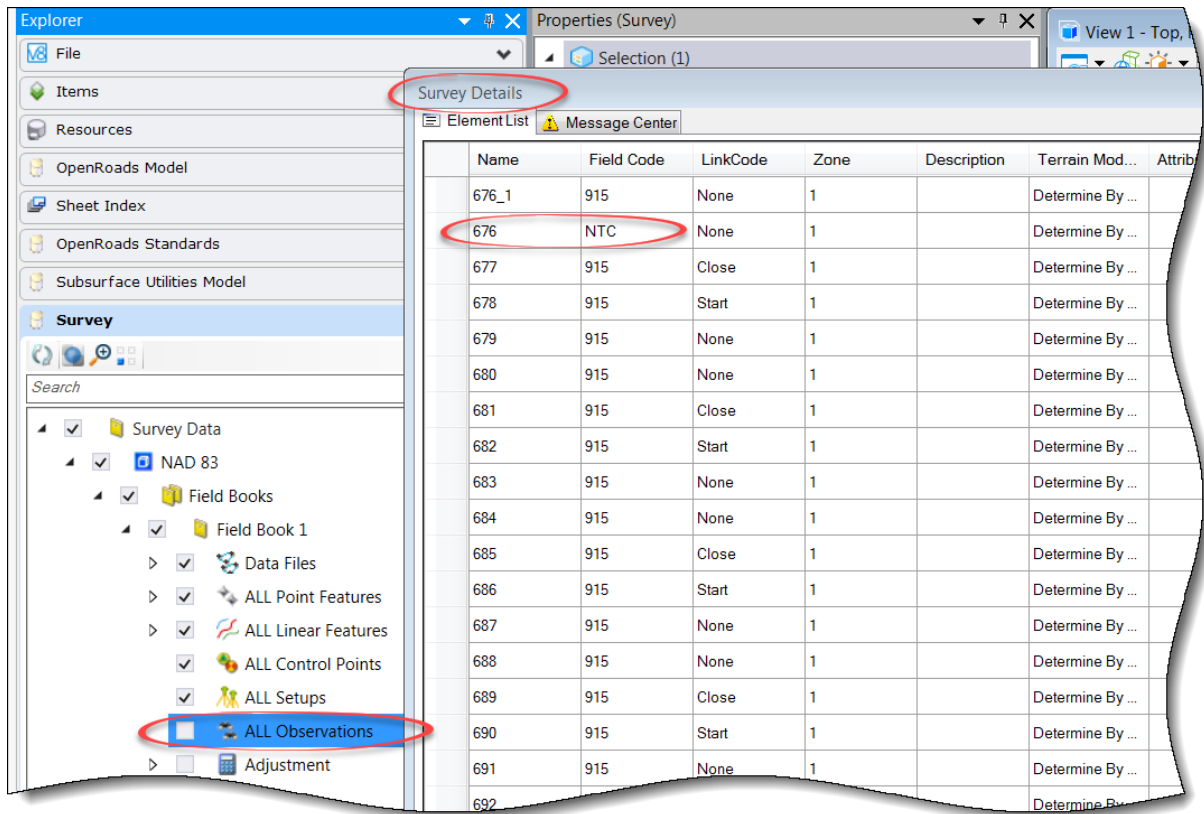 Explorer
File
Items
Resources
OpenRoads Model
Sheet Index
OpenRoads Standards
Subsurface Utilities Model
Survey
Search
Survey Data
NAD 83
Field Books
Field Book 1
Data Files
ALL Point Features
ALL Linear Features
ALL Control Points
ALL Setups
ALL Observations
Adjustment
Properties (Survey)
Selection (1)
View 1 - Top,
Survey Details
Element List Message Center
Name Field Code LinkCode Zone Description Terrain Mod...
676_1 915 None 1 Determine By ...
676 NTC None 1 Determine By ...
677 915 Close 1 Determine By ...
678 915 Start 1 Determine By ...
679 915 None 1 Determine By ...
680 915 None 1 Determine By ...
681 915 Close 1 Determine By ...
682 915 Start 1 Determine By ...
683 915 None 1 Determine By ...
684 915 None 1 Determine By ...
685 915 Close 1 Determine By ...
686 915 Start 1 Determine By ...
687 915 None 1 Determine By ...
688 915 None 1 Determine By ...
689 915 Close 1 Determine By ...
690 915 Start 1 Determine By ...
691 915 None 1 Determine By ...
692 Determine By